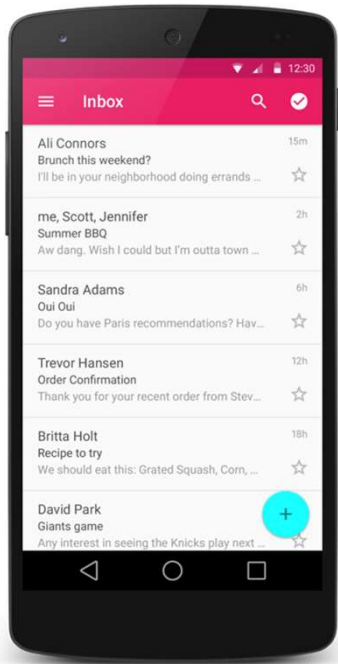 12:30
Inbox
Ali Connors 15m
Brunch this weekend?
I'll be in your neighborhood doing errands ...
me, Scott, Jennifer 2h
Summer BBQ
Aw dang. Wish I could but I'm outta town ...
Sandra Adams 6h
Oui Oui
Do you have Paris recommendations? Hav...
Trevor Hansen 12h
Order Confirmation
Thank you for your recent order from Stev...
Britta Holt 18h
Recipe to try
We should eat this: Grated Squash, Corn, ...
David Park
Giants game
Any interest in seeing the Knicks play next ...